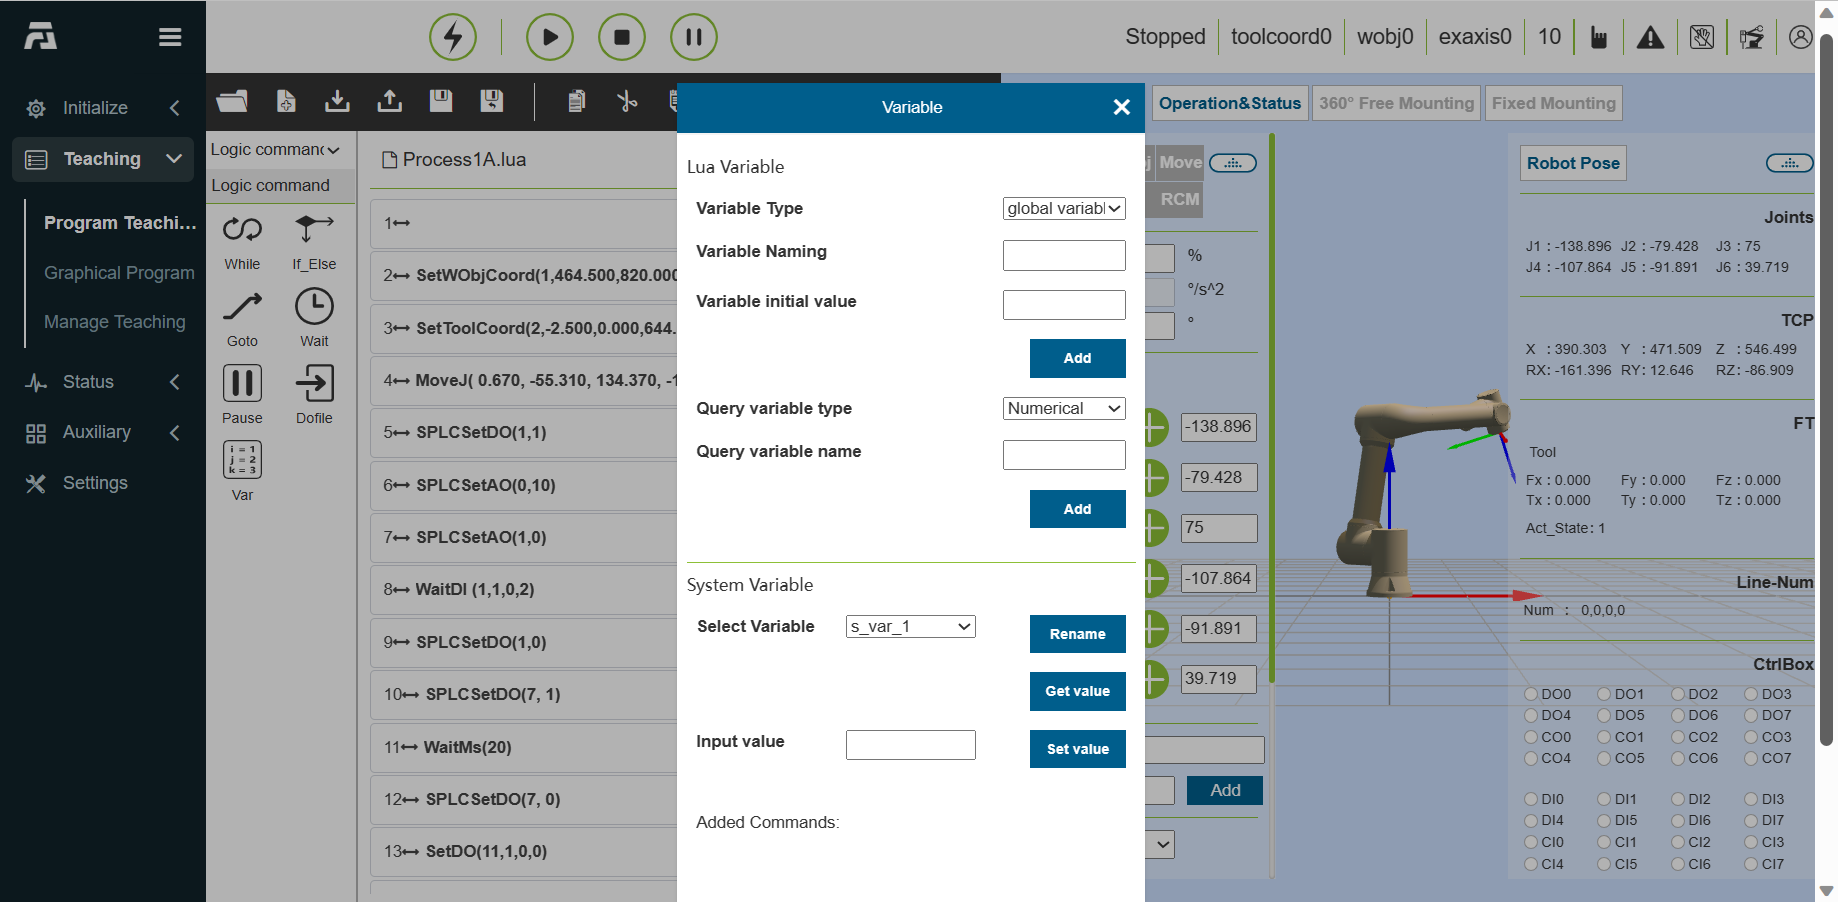 Stopped
toolcoord0
wobj0
exaxis0
10
Initialize
Teaching
Program Teachi...
Graphical Program
Manage Teaching
Status
Auxiliary
Settings
Logic command
While
If_Else
Goto
Wait
Pause
Dofile
i = 1
j = 2
k = 3
Var
Process1A.lua
1
2 SetWObjCoord(1,464.500,820.000
3 SetToolCoord(2,-2.500,0.000,644.
4 MoveJ( 0.670, -55.310, 134.370, -1
5 SPLCSetDO(1,1)
6 SPLCSetAO(0,10)
7 SPLCSetAO(1,0)
8 WaitDI (1,1,0,2)
9 SPLCSetDO(1,0)
10 SPLCSetDO(7, 1)
11 WaitMs(20)
12 SPLCSetDO(7, 0)
13 SetDO(11,1,0,0)
Variable
Lua Variable
Variable Type global variabl
Variable Naming
Variable initial value
Add
Query variable type Numerical
Query variable name
Add
System Variable
Select Variable s_var_1 Rename
Get value
Input value Set value
Added Commands:
Operation&Status 360° Free Mounting Fixed Mounting
Move
RCM
%
°/s^2
°
-138.896
-79.428
75
-107.864
-91.891
39.719
Add
Robot Pose
Joints
J1 : -138.896 J2 : -79.428 J3 : 75
J4 : -107.864 J5 : -91.891 J6 : 39.719
TCP
X : 390.303 Y : 471.509 Z : 546.499
RX: -161.396 RY: 12.646 RZ: -86.909
FT
Tool
Fx : 0.000 Fy : 0.000 Fz : 0.000
Tx : 0.000 Ty : 0.000 Tz : 0.000
Act_State: 1
Line-Num
Num : 0,0,0,0
CtrlBox
DO0 DO1 DO2 DO3
DO4 DO5 DO6 DO7
CO0 CO1 CO2 CO3
CO4 CO5 CO6 CO7
DI0 DI1 DI2 DI3
DI4 DI5 DI6 DI7
CI0 CI1 CI2 CI3
CI4 CI5 CI6 CI7